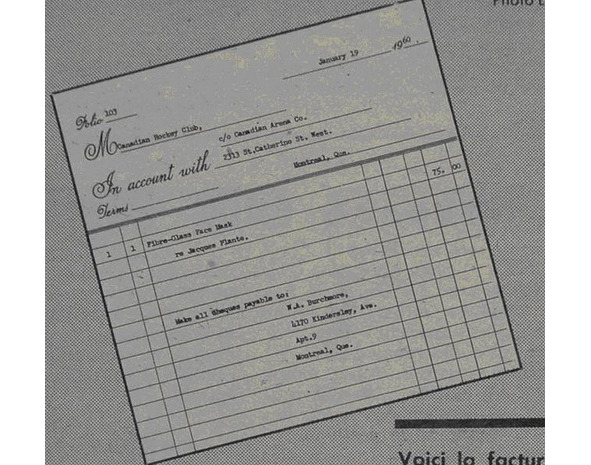 January 19 1960
Folio 103
M Canadian Hockey Club,
c/o Canadian Arena Co.
In account with 2313 St.Catherine St. West.
Montreal, Que.
Terms
75. 00
1 1 Fibre-Glass Face Mask
re Jacques Plante.
Make all Cheques payable to:
W.A. Burchmore,
4170 Kindersley, Ave.
Apt.9
Montreal, Que.
Voici la factur